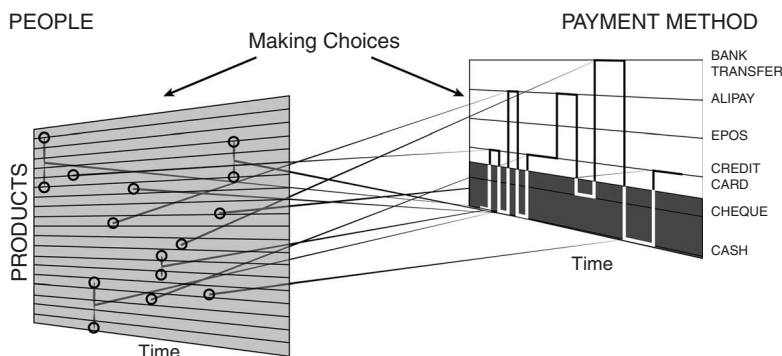 PEOPLE
PAYMENT METHOD
Making Choices
BANK
TRANSFER
ALIPAY
EPOS
CREDIT
CARD
CHEQUE
CASH
Time
PRODUCTS
Time